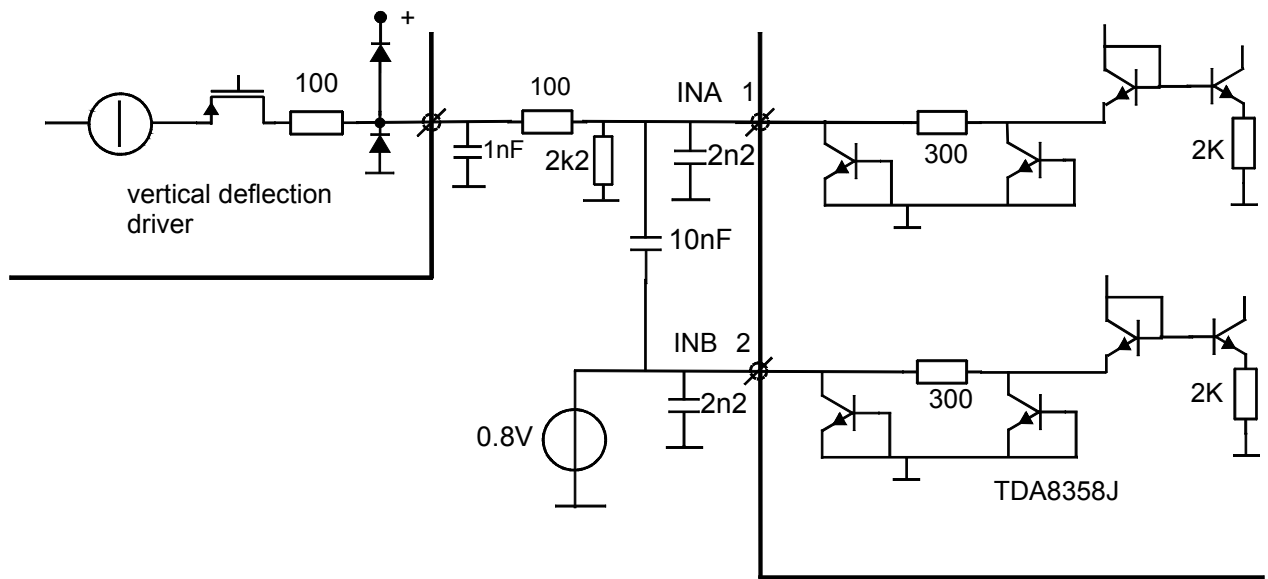 +
100
100
INA 1
1nF
2k2
2n2
300
2K
vertical deflection
driver
10nF
INB 2
2n2
300
2K
0.8V
TDA8358J